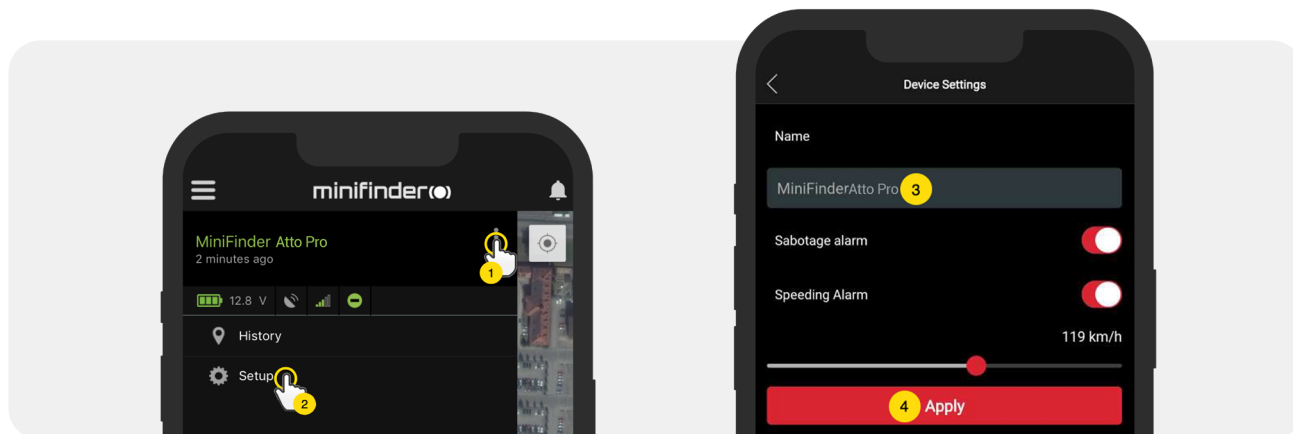 minifinder
MiniFinder Atto Pro
2 minutes ago
1
12.8 V
History
Setup
2
Device Settings
Name
MiniFinderAtto Pro
3
Sabotage alarm
Speeding Alarm
119 km/h
4
Apply